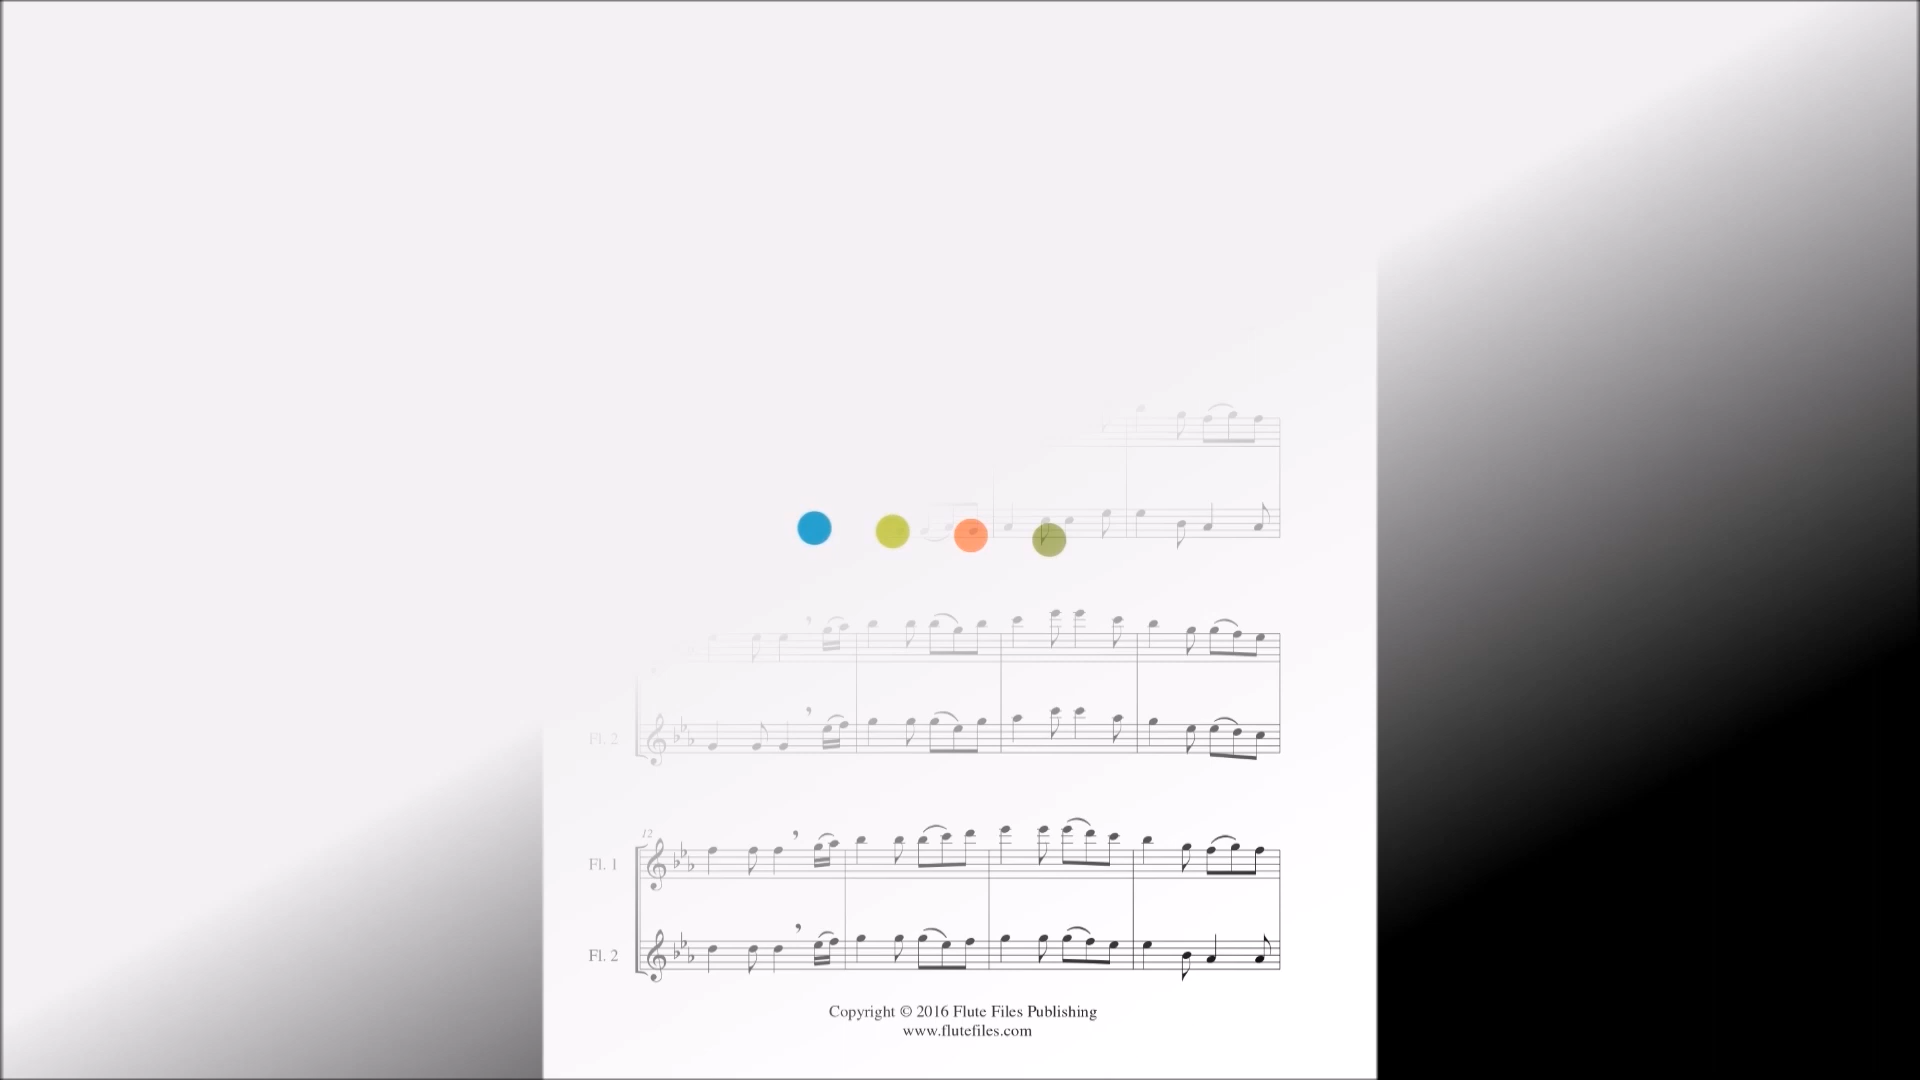 Fl. 2
12
Fl. 1
Fl. 2
Copyright © 2016 Flute Files Publishing
www.flutefiles.com